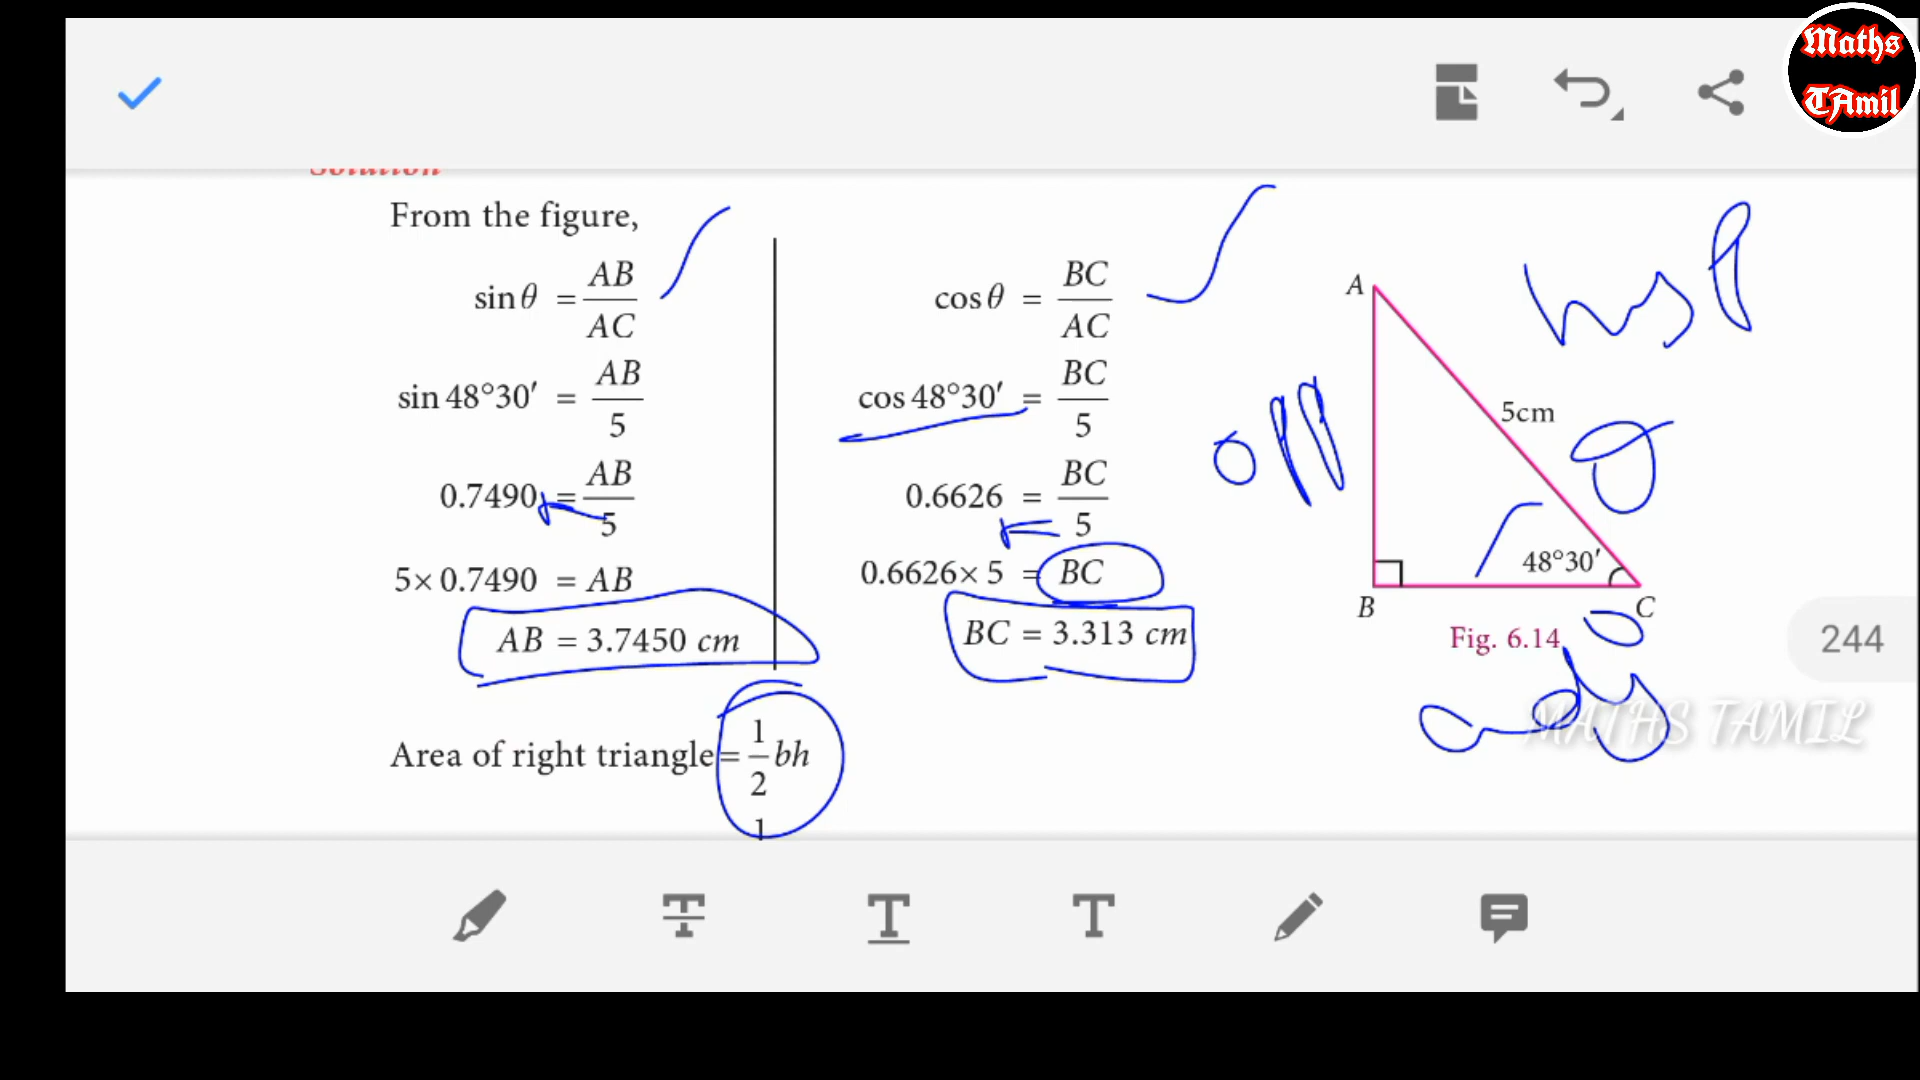 Maths
TAmil
Solution
From the figure,
sin θ = AB/AC
sin 48°30′ = AB/5
0.7490 = AB/5
5 × 0.7490 = AB
AB = 3.7450 cm
cos θ = BC/AC
cos 48°30′ = BC/5
0.6626 = BC/5
0.6626 × 5 = BC
BC = 3.313 cm
A
5cm
48°30′
B
C
Fig. 6.14
opp
θ
244
MATHS TAMIL
Area of right triangle = 1/2 bh
1